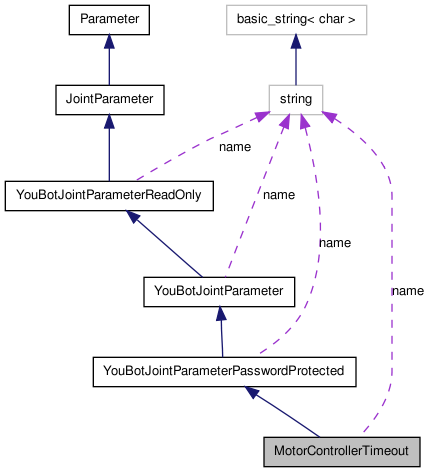 Parameter
basic_string< char >
JointParameter
string
name
YouBotJointParameterReadOnly
name
name
YouBotJointParameter
name
YouBotJointParameterPasswordProtected
MotorControllerTimeout